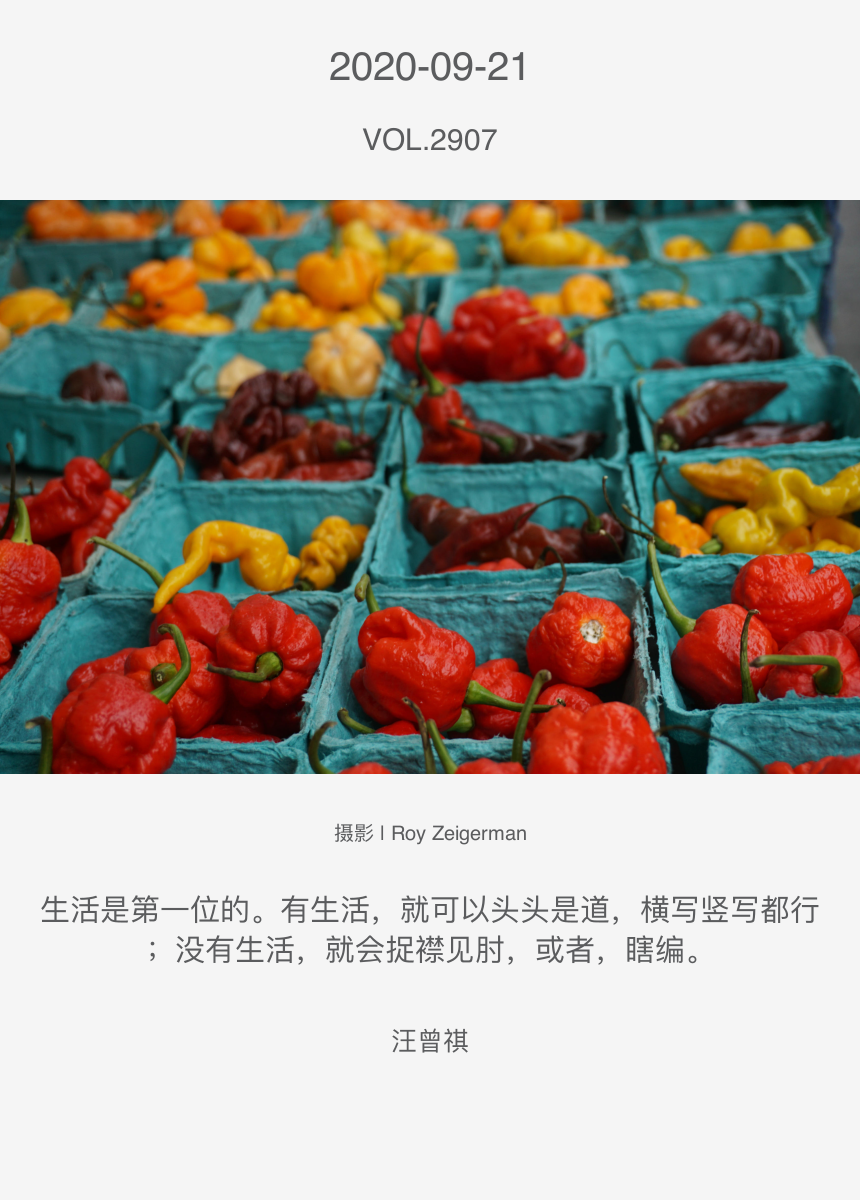 2020-09-21
VOL.2907
摄影 l Roy Zeigerman
生活是第一位的。有生活，就可以头头是道，横写竖写都行
；没有生活，就会捉襟见肘，或者，瞎编。
汪曾祺